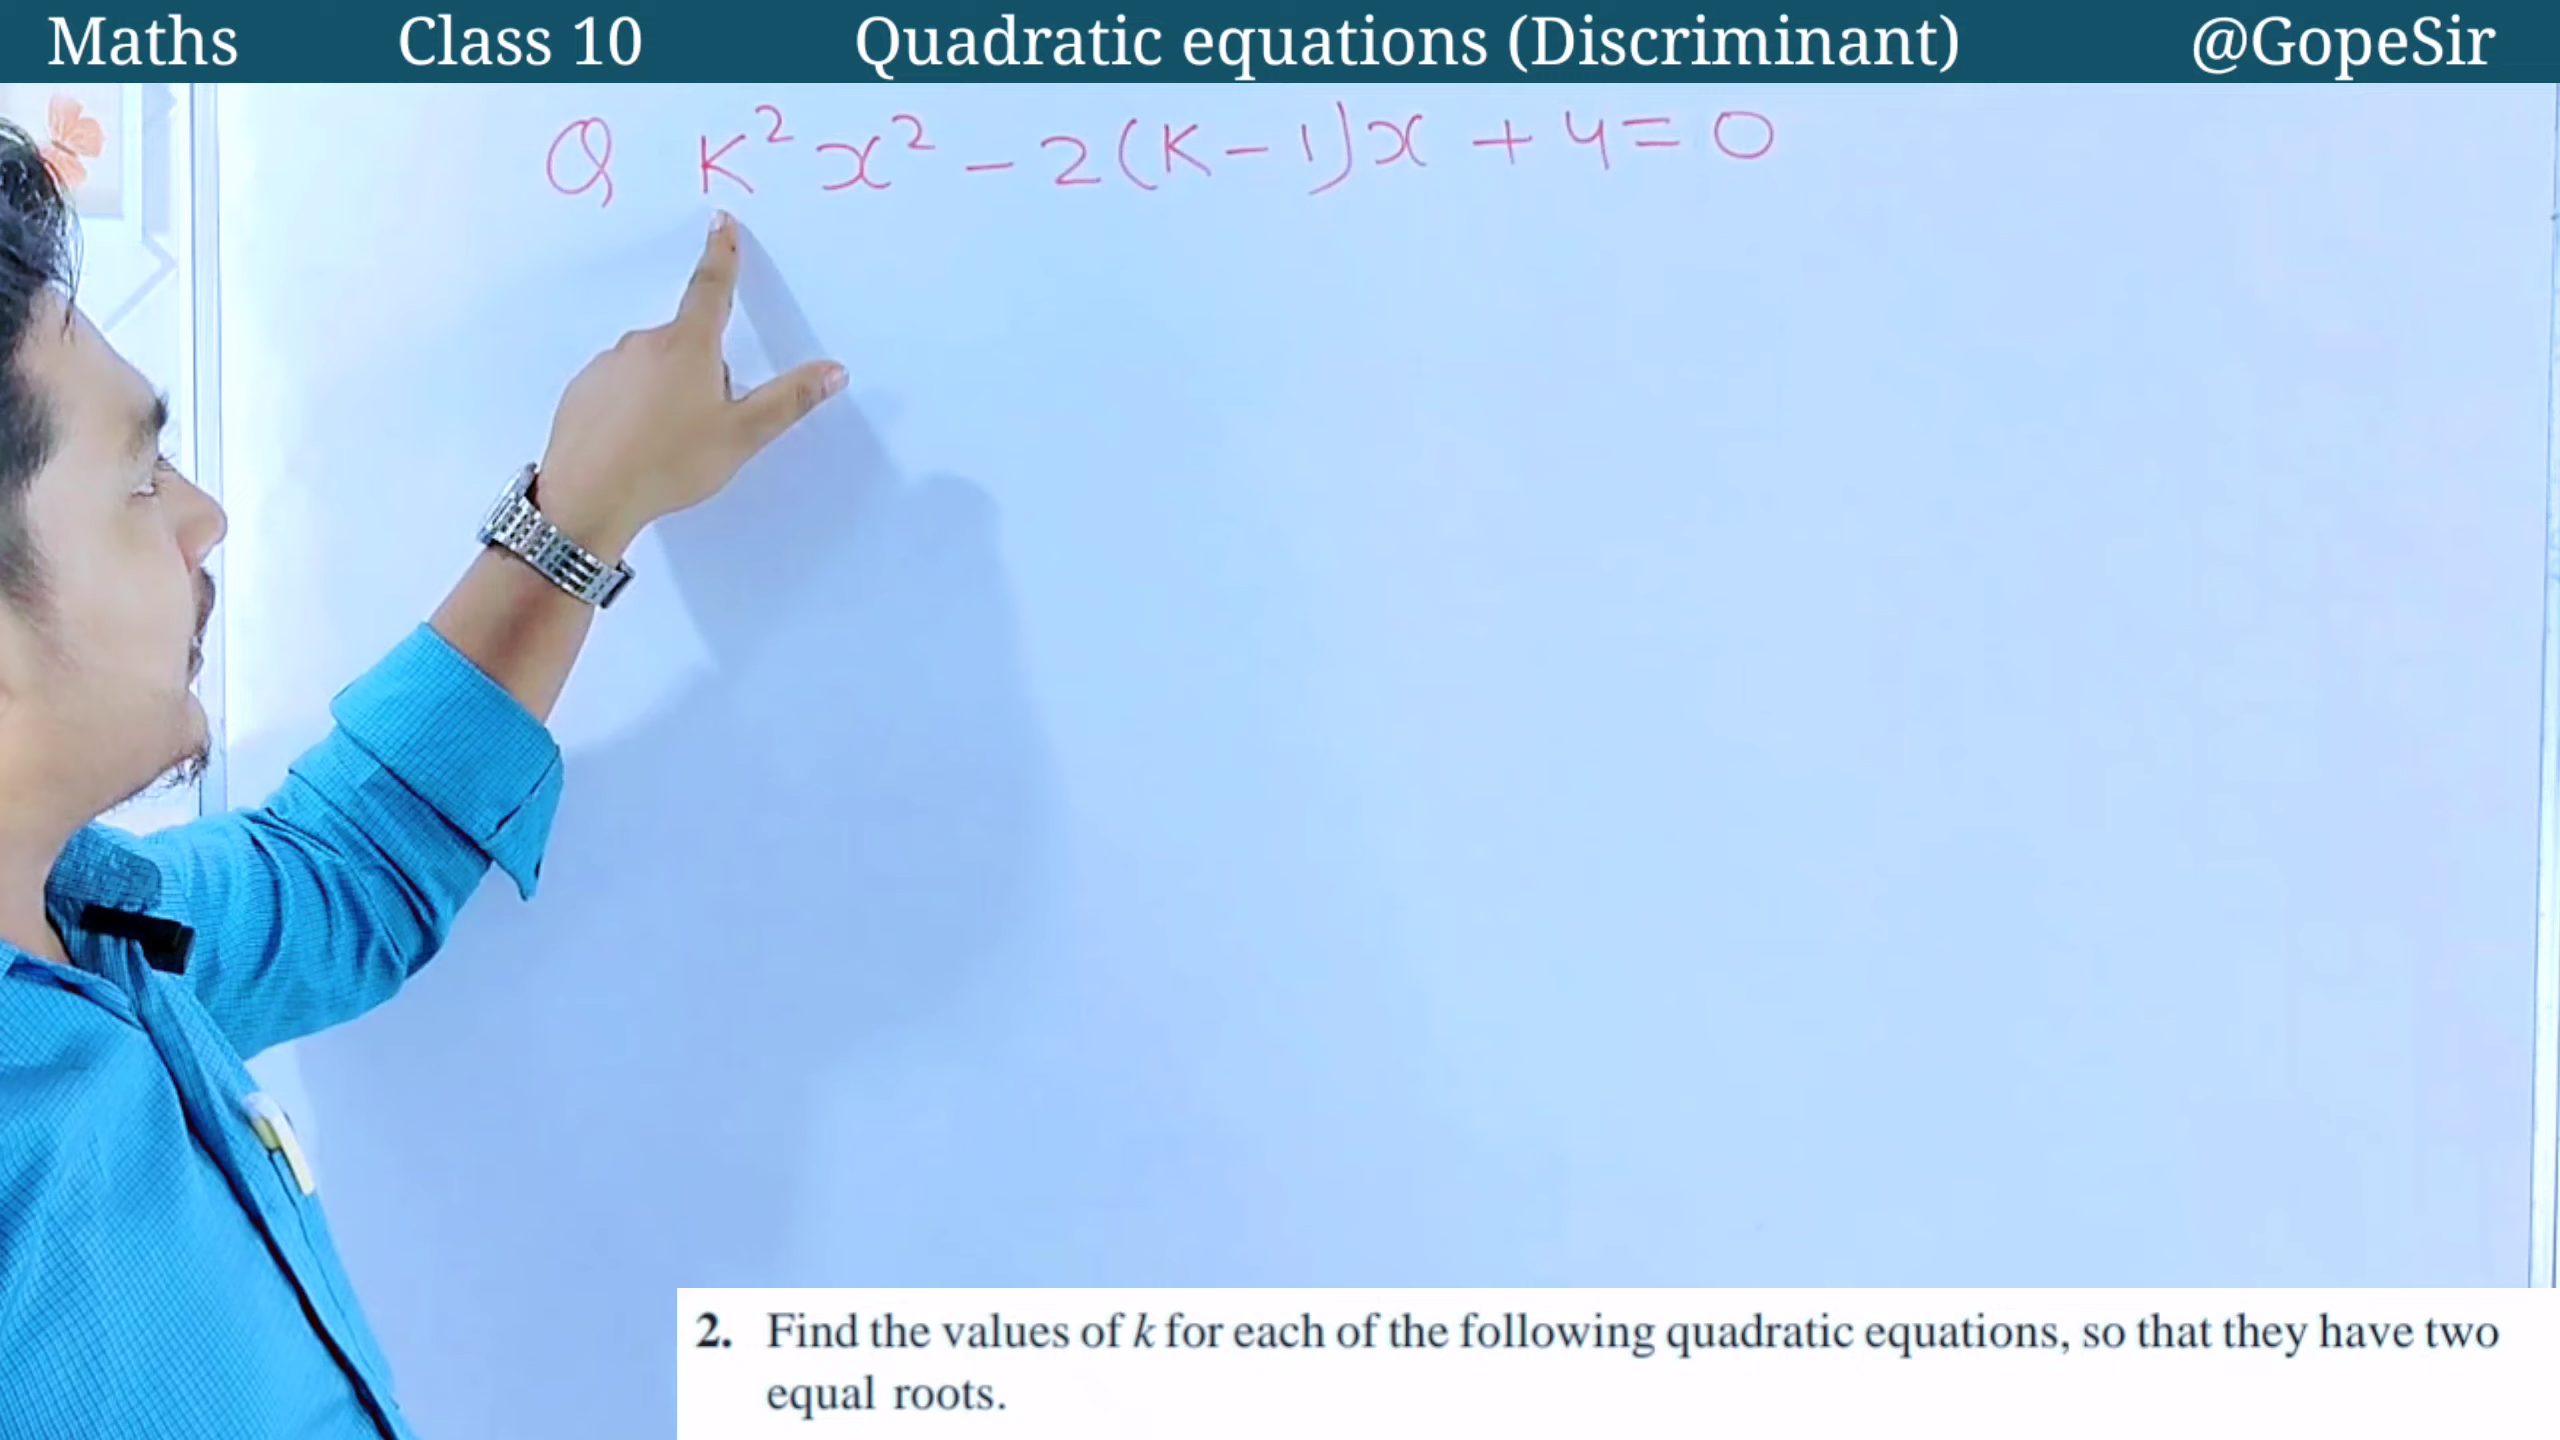 Maths Class 10 Quadratic equations (Discriminant) @GopeSir
Q K²x² - 2(K-1)x + 4 = 0
2. Find the values of k for each of the following quadratic equations, so that they have two
equal roots.